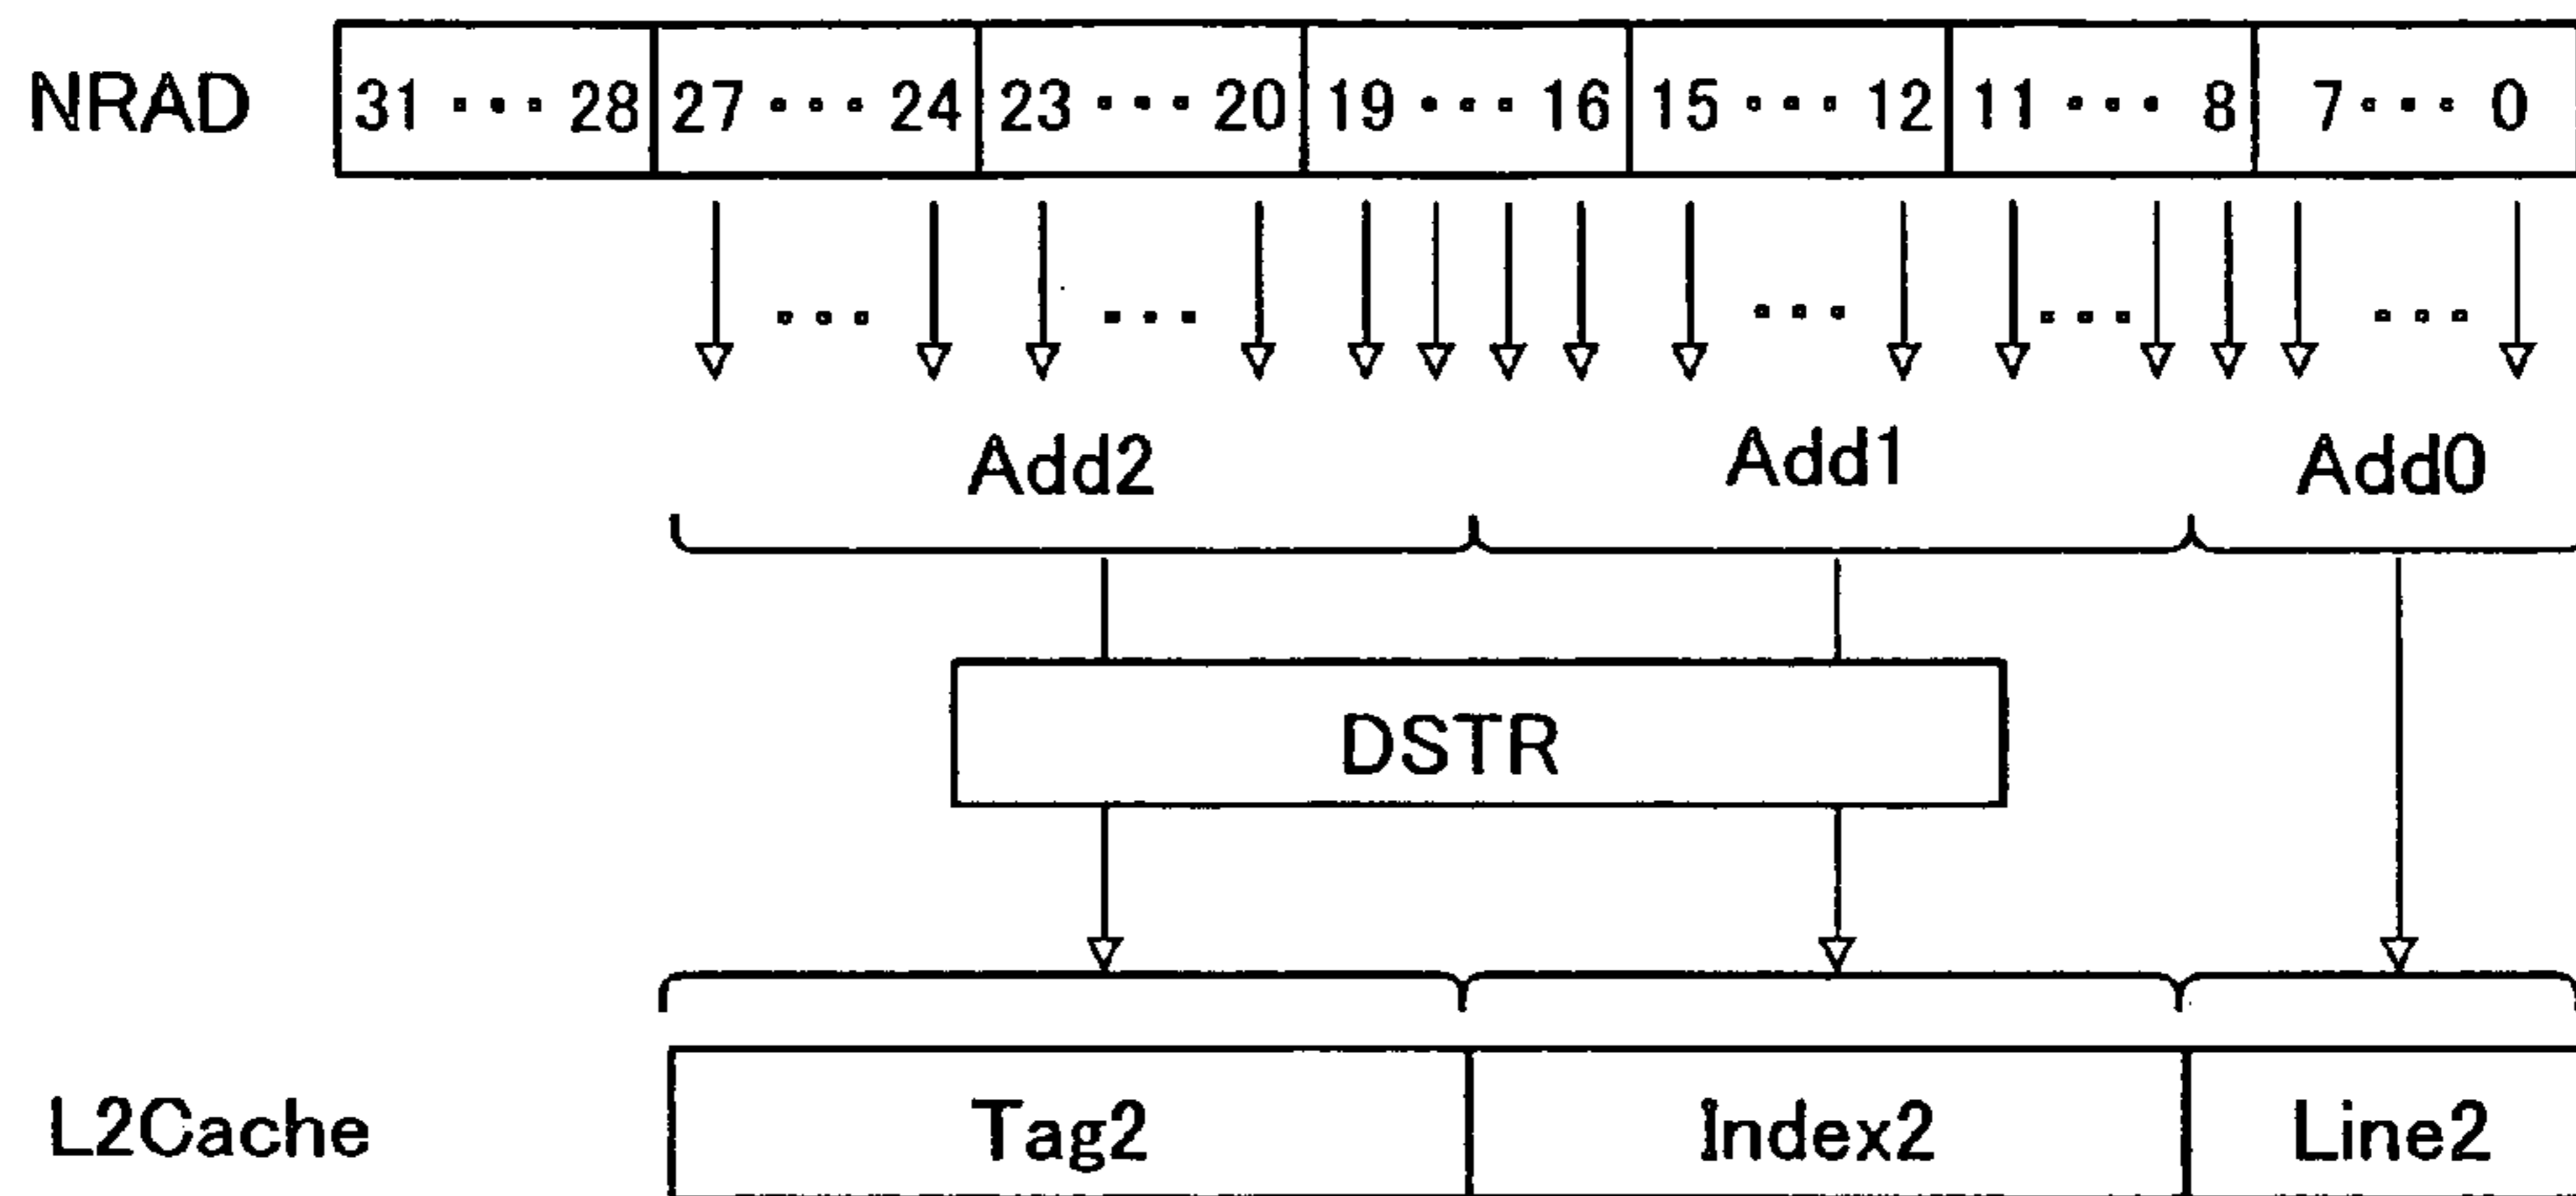 NRAD 31 ... 28 27 ... 24 23 ... 20 19 ... 16 15 ... 12 11 ... 8 7 ... 0
... ... ... ... ...
Add2 Add1 Add0
DSTR
L2Cache Tag2 Index2 Line2